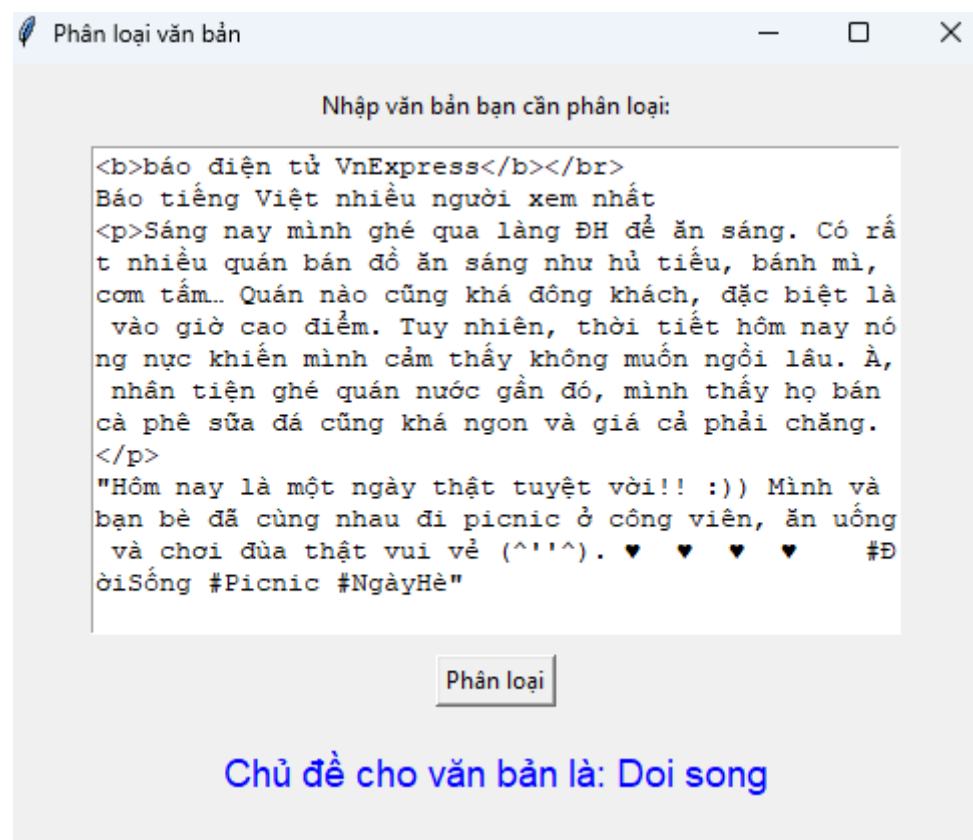 Phân loại văn bản
Nhập văn bản bạn cần phân loại:
<b>báo điện tử VnExpress</b></br>
Báo tiếng Việt nhiều người xem nhất
<p>Sáng nay mình ghé qua làng ĐH để ăn sáng. Có rấ
t nhiều quán bán đồ ăn sáng như hủ tiếu, bánh mì,
cơm tấm… Quán nào cũng khá đông khách, đặc biệt là
 vào giờ cao điểm. Tuy nhiên, thời tiết hôm nay nó
ng nực khiến mình cảm thấy không muốn ngồi lâu. À,
 nhân tiện ghé quán nước gần đó, mình thấy họ bán
cà phê sữa đá cũng khá ngon và giá cả phải chăng.
</p>
"Hôm nay là một ngày thật tuyệt vời!! :)) Mình và
bạn bè đã cùng nhau đi picnic ở công viên, ăn uống
 và chơi đùa thật vui vẻ (^''^). ♥ ♥ ♥ ♥ #Đ
ờiSống #Picnic #NgàyHè"
Phân loại
Chủ đề cho văn bản là: Doi song